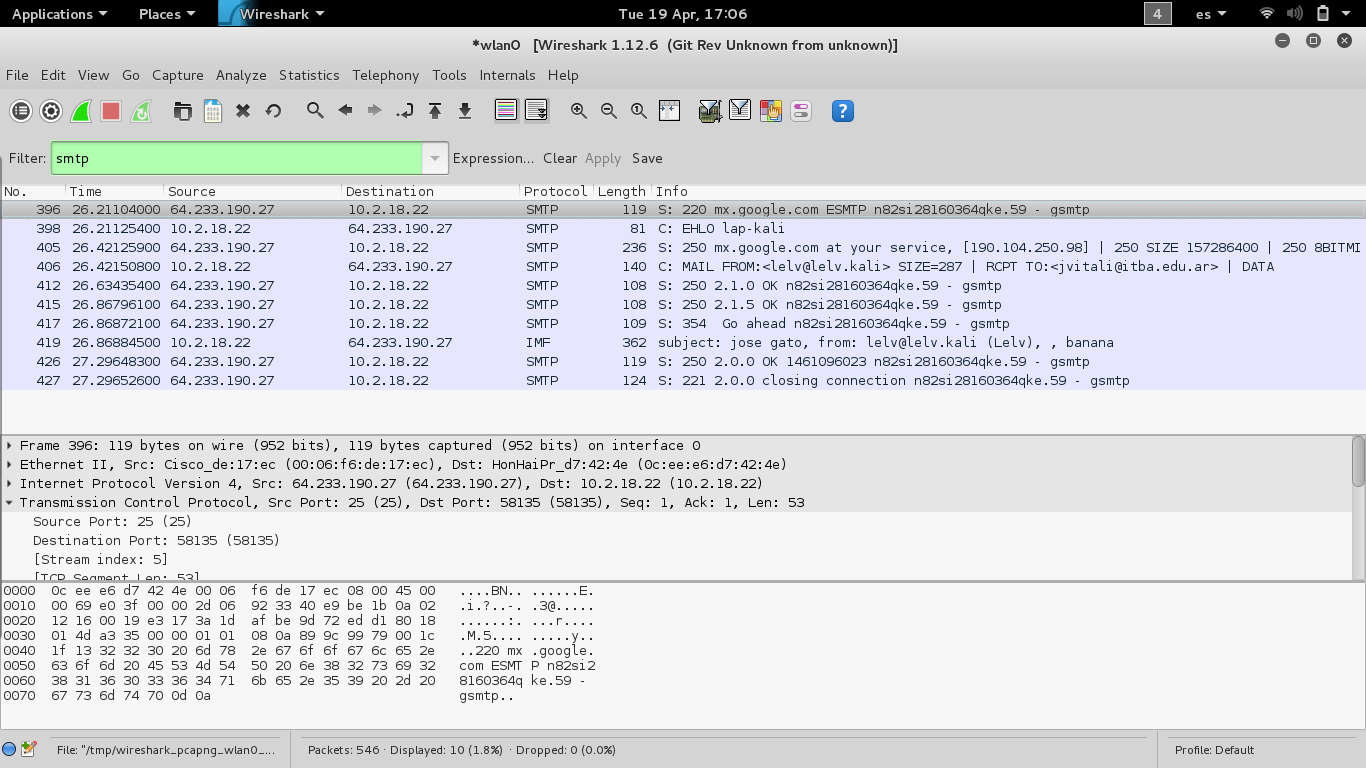 Applications Places Wireshark Tue 19 Apr, 17:06 4 es
*wlan0 [Wireshark 1.12.6 (Git Rev Unknown from unknown)]
File Edit View Go Capture Analyze Statistics Telephony Tools Internals Help
Filter: smtp Expression... Clear Apply Save
No. Time Source Destination Protocol Length Info
396 26.21104000 64.233.190.27 10.2.18.22 SMTP 119 S: 220 mx.google.com ESMTP n82si28160364qke.59 - gsmtp
398 26.21125400 10.2.18.22 64.233.190.27 SMTP 81 C: EHLO lap-kali
405 26.42125900 64.233.190.27 10.2.18.22 SMTP 236 S: 250 mx.google.com at your service, [190.104.250.98] | 250 SIZE 157286400 | 250 8BITMI
406 26.42150800 10.2.18.22 64.233.190.27 SMTP 140 C: MAIL FROM:<lelv@lelv.kali> SIZE=287 | RCPT TO:<jvitali@itba.edu.ar> | DATA
412 26.63435400 64.233.190.27 10.2.18.22 SMTP 108 S: 250 2.1.0 OK n82si28160364qke.59 - gsmtp
415 26.86796100 64.233.190.27 10.2.18.22 SMTP 108 S: 250 2.1.5 OK n82si28160364qke.59 - gsmtp
417 26.86872100 64.233.190.27 10.2.18.22 SMTP 109 S: 354  Go ahead n82si28160364qke.59 - gsmtp
419 26.86884500 10.2.18.22 64.233.190.27 IMF 362 subject: jose gato, from: lelv@lelv.kali (Lelv), , banana
426 27.29648300 64.233.190.27 10.2.18.22 SMTP 119 S: 250 2.0.0 OK 1461096023 n82si28160364qke.59 - gsmtp
427 27.29652600 64.233.190.27 10.2.18.22 SMTP 124 S: 221 2.0.0 closing connection n82si28160364qke.59 - gsmtp
Frame 396: 119 bytes on wire (952 bits), 119 bytes captured (952 bits) on interface 0
Ethernet II, Src: Cisco_de:17:ec (00:06:f6:de:17:ec), Dst: HonHaiPr_d7:42:4e (0c:ee:e6:d7:42:4e)
Internet Protocol Version 4, Src: 64.233.190.27 (64.233.190.27), Dst: 10.2.18.22 (10.2.18.22)
Transmission Control Protocol, Src Port: 25 (25), Dst Port: 58135 (58135), Seq: 1, Ack: 1, Len: 53
Source Port: 25 (25)
Destination Port: 58135 (58135)
[Stream index: 5]
[TCP Segment Len: 53]
0000 0c ee e6 d7 42 4e 00 06 f6 de 17 ec 08 00 45 00 ....BN.. ......E.
0010 00 69 e0 3f 00 00 2d 06 92 33 40 e9 be 1b 0a 02 .i.?..-. .3@.....
0020 12 16 00 19 e3 17 3a 1d af be 9d 72 ed d1 80 18 ......:. ...r....
0030 01 4d a3 35 00 00 01 01 08 0a 89 9c 99 79 00 1c .M.5.... .....y..
0040 1f 13 32 32 30 20 6d 78 2e 67 6f 6f 67 6c 65 2e ..220 mx .google.
0050 63 6f 6d 20 45 53 4d 54 50 20 6e 38 32 73 69 32 com ESMT P n82si2
0060 38 31 36 30 33 36 34 71 6b 65 2e 35 39 20 2d 20 8160364q ke.59 -
0070 67 73 6d 74 70 0d 0a gsmtp..
File: "/tmp/wireshark_pcapng_wlan0_... Packets: 546 · Displayed: 10 (1.8%) · Dropped: 0 (0.0%) Profile: Default